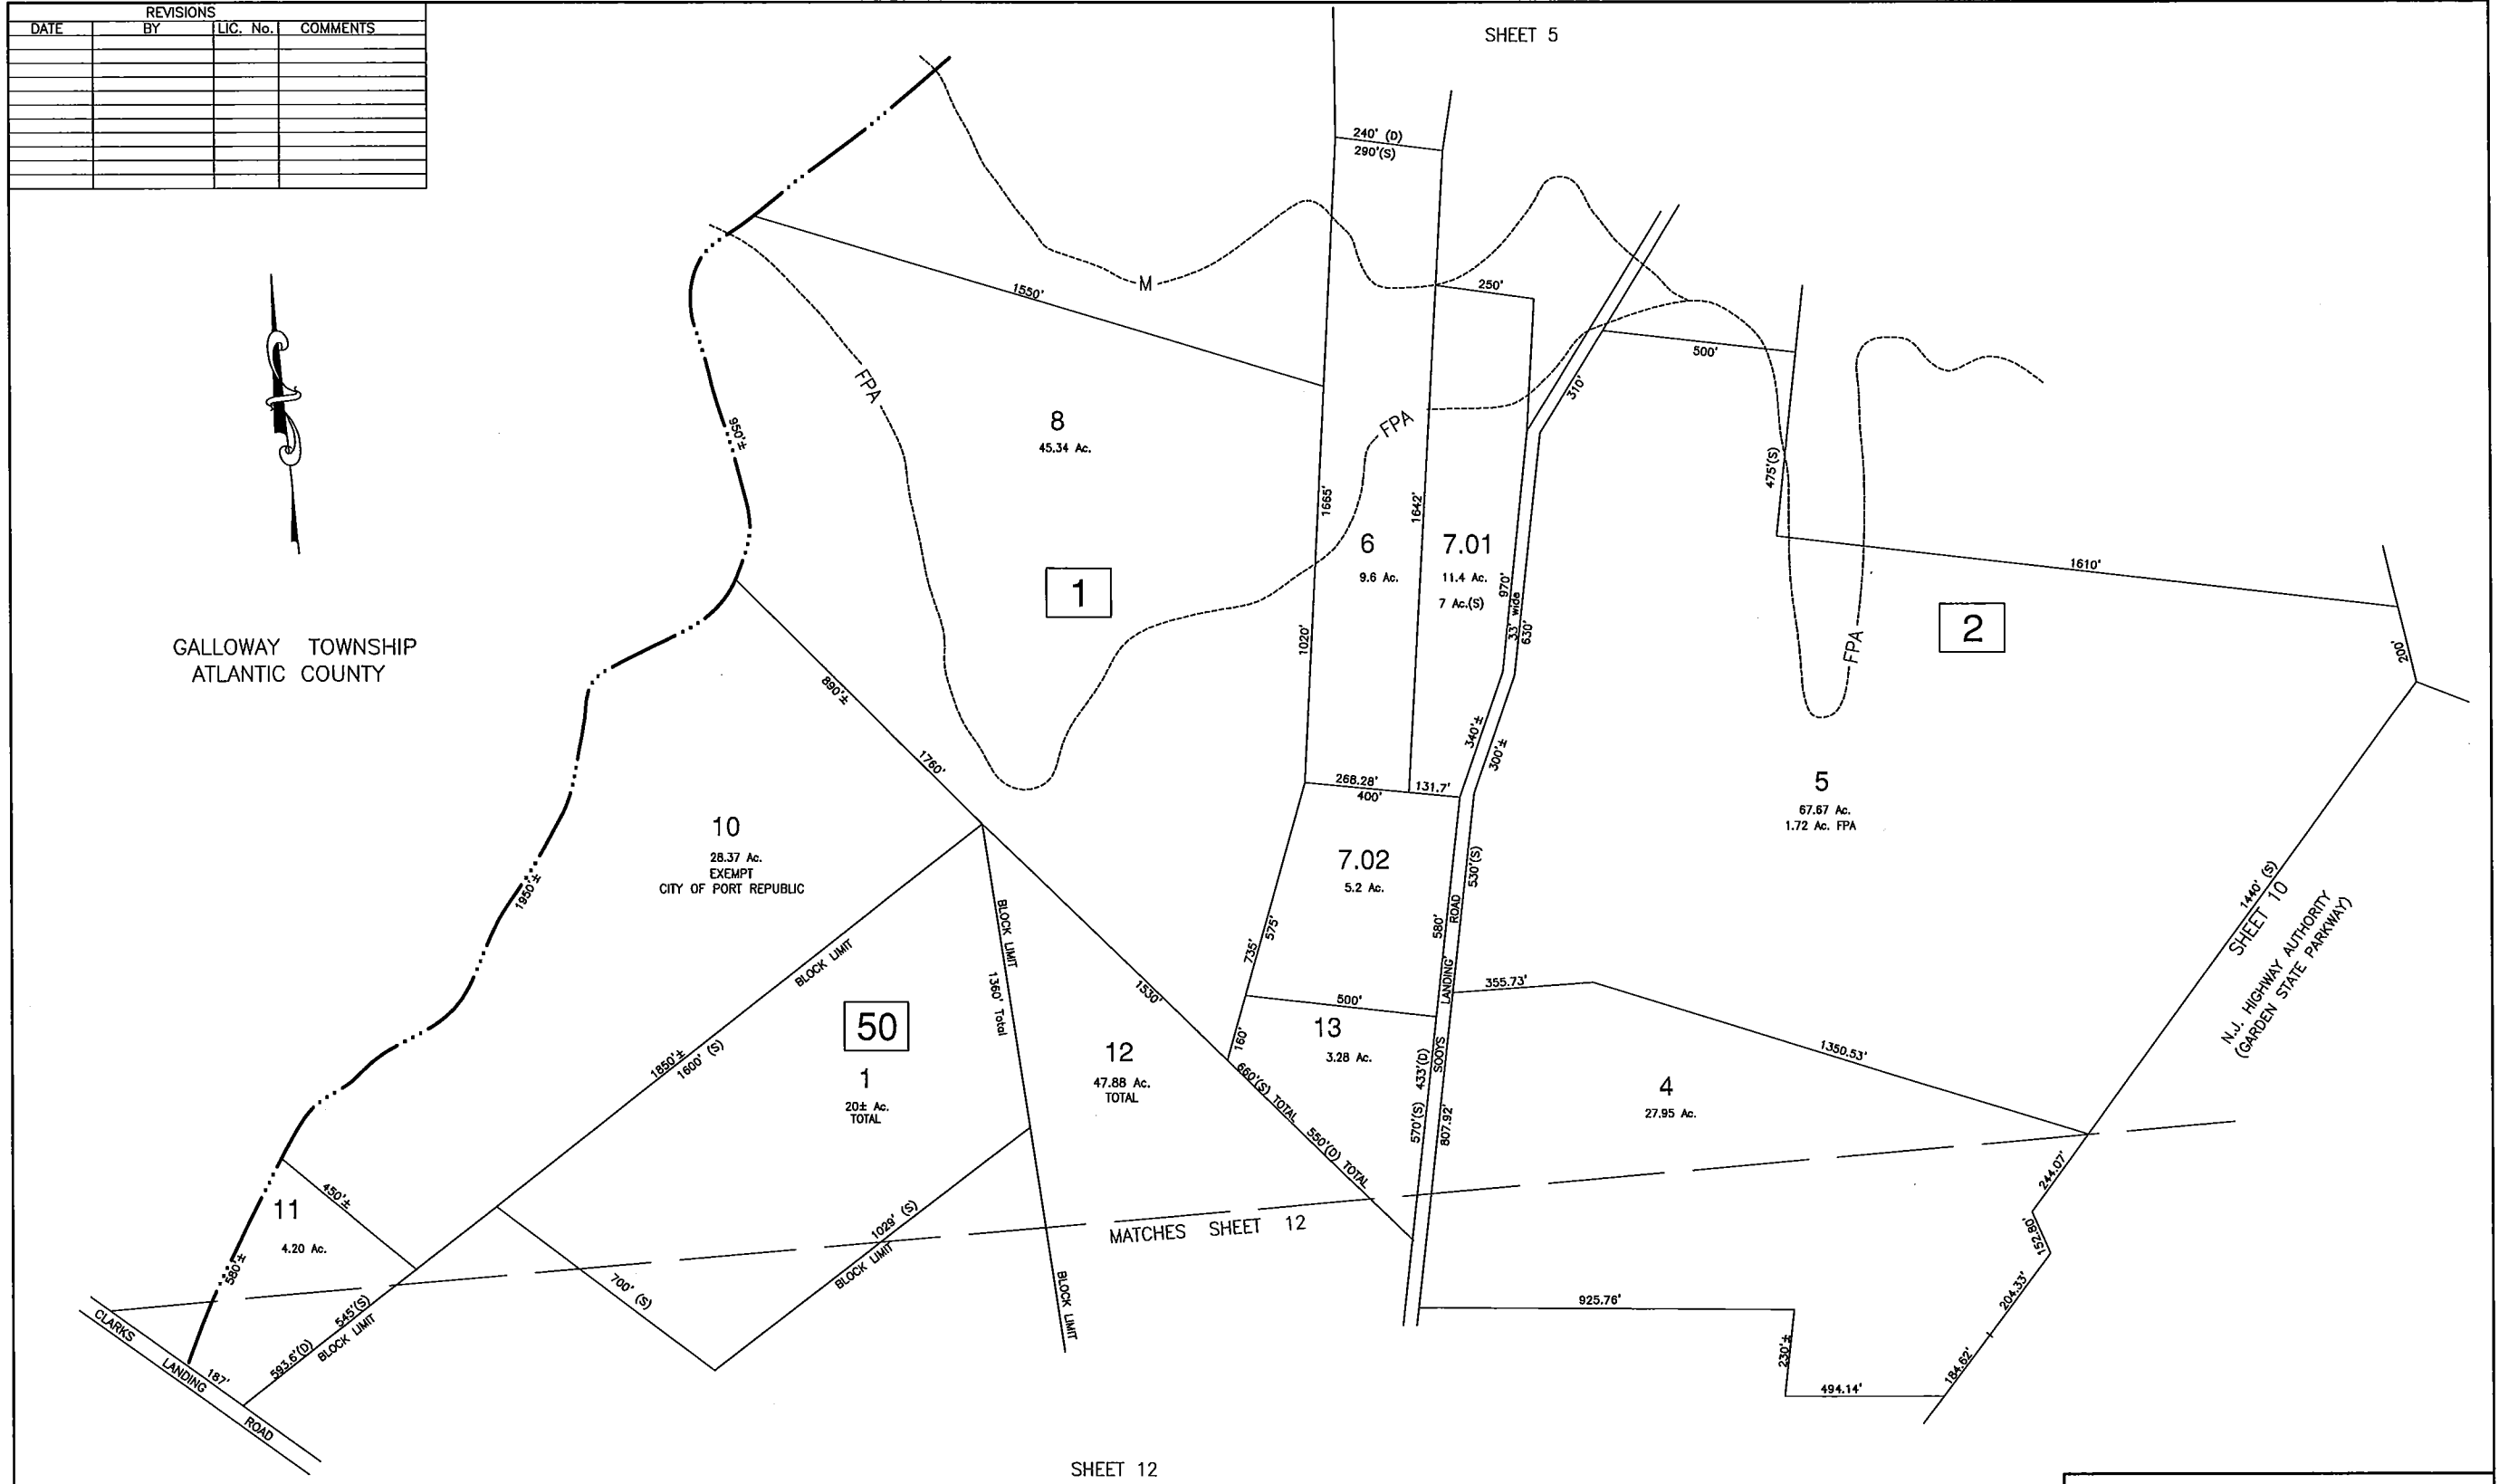 REVISIONS
DATE BY LIC. No. COMMENTS
SHEET 5
240' (D)
290'(S)
M
1550'
250'
500'
310'
FPA
FPA
950'±
8
45.34 Ac.
475'(S)
1665'
1642'
6
9.6 Ac.
7.01
11.4 Ac.
7 Ac.(S)
970'
33' wide
630'
1
1610'
2
FPA
200'
1020'
GALLOWAY TOWNSHIP
ATLANTIC COUNTY
890'±
1760'
340'±
300'±
268.28'
400'
131.7'
5
67.67 Ac.
1.72 Ac. FPA
10
28.37 Ac.
EXEMPT
CITY OF PORT REPUBLIC
7.02
5.2 Ac.
1950'±
BLOCK LIMIT
BLOCK LIMIT
1360' Total
735'
575'
580'
530'(S)
SOOYS LANDING ROAD
1440' (S)
SHEET 10
N.J. HIGHWAY AUTHORITY
(GARDEN STATE PARKWAY)
355.73'
1530'
500'
160'
13
3.28 Ac.
50
1
20± Ac.
TOTAL
1850'±
1600' (S)
12
47.88 Ac.
TOTAL
433'(D)
570'(S)
807.92'
1350.53'
4
27.95 Ac.
660'(S) TOTAL
550'(D) TOTAL
450'±
11
4.20 Ac.
580'±
1029' (S)
BLOCK LIMIT
MATCHES SHEET 12
244.07'
152.80'
204.33'
184.62'
700' (S)
BLOCK LIMIT
545'(S)
593.6'(D)
BLOCK LIMIT
925.76'
230'±
494.14'
CLARKS LANDING ROAD
187'
SHEET 12